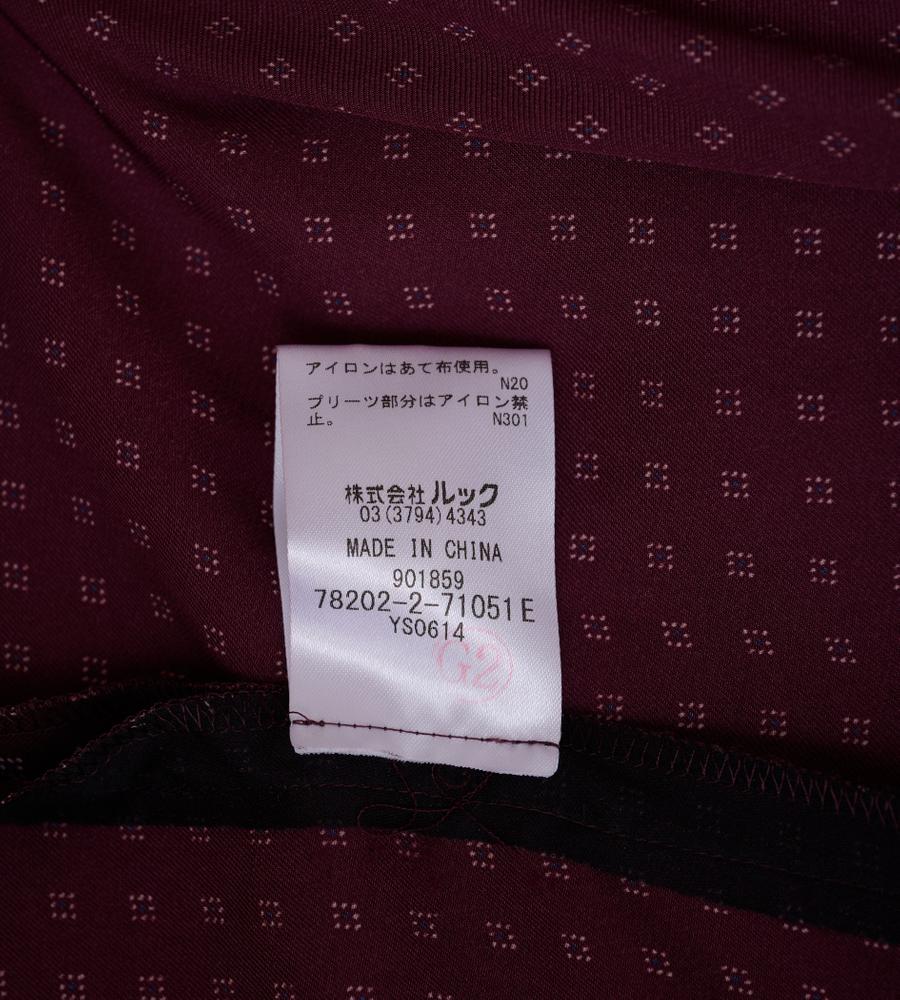 アイロンはあて布使用。
N20
プリーツ部分はアイロン禁
止。 N301
株式会社 ルック
03(3794)4343
MADE IN CHINA
901859
78202-2-71051E
YS0614
G2